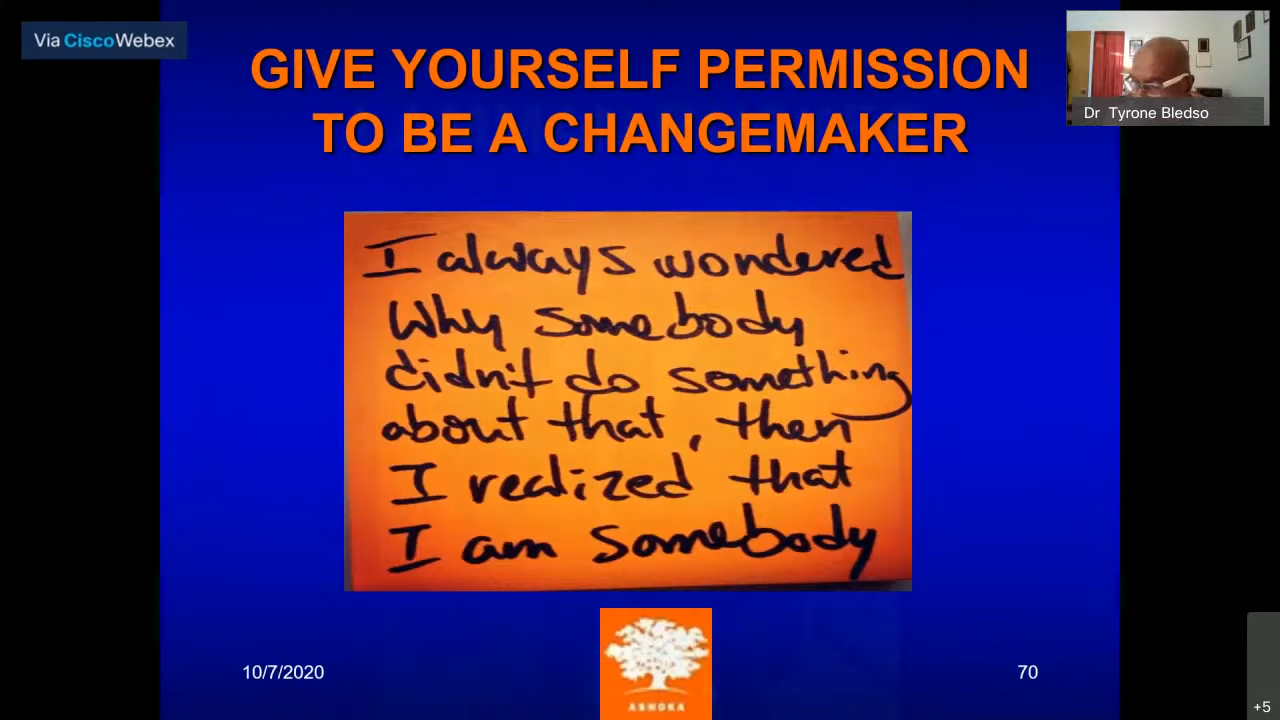 Via CiscoWebex
GIVE YOURSELF PERMISSION
TO BE A CHANGEMAKER
Dr Tyrone Bledso
I always wondered
Why somebody
didn't do something
about that, then
I realized that
I am somebody
ASHOKA
10/7/2020
70
+5